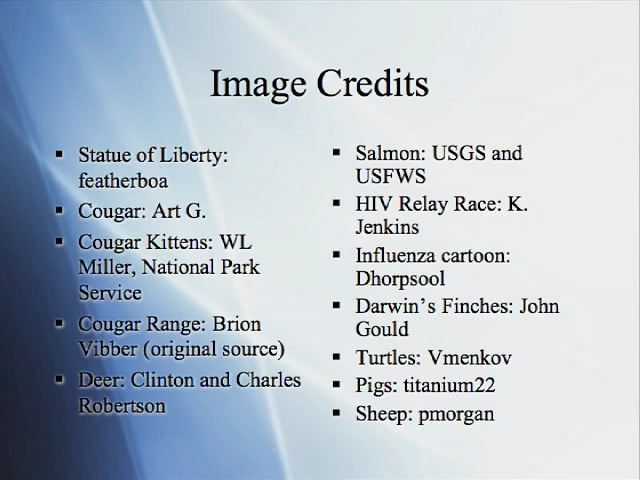 Image Credits
▪ Statue of Liberty:
featherboa
▪ Cougar: Art G.
▪ Cougar Kittens: WL
Miller, National Park
Service
▪ Cougar Range: Brion
Vibber (original source)
▪ Deer: Clinton and Charles
Robertson
▪ Salmon: USGS and
USFWS
▪ HIV Relay Race: K.
Jenkins
▪ Influenza cartoon:
Dhorpsool
▪ Darwin's Finches: John
Gould
▪ Turtles: Vmenkov
▪ Pigs: titanium22
▪ Sheep: pmorgan